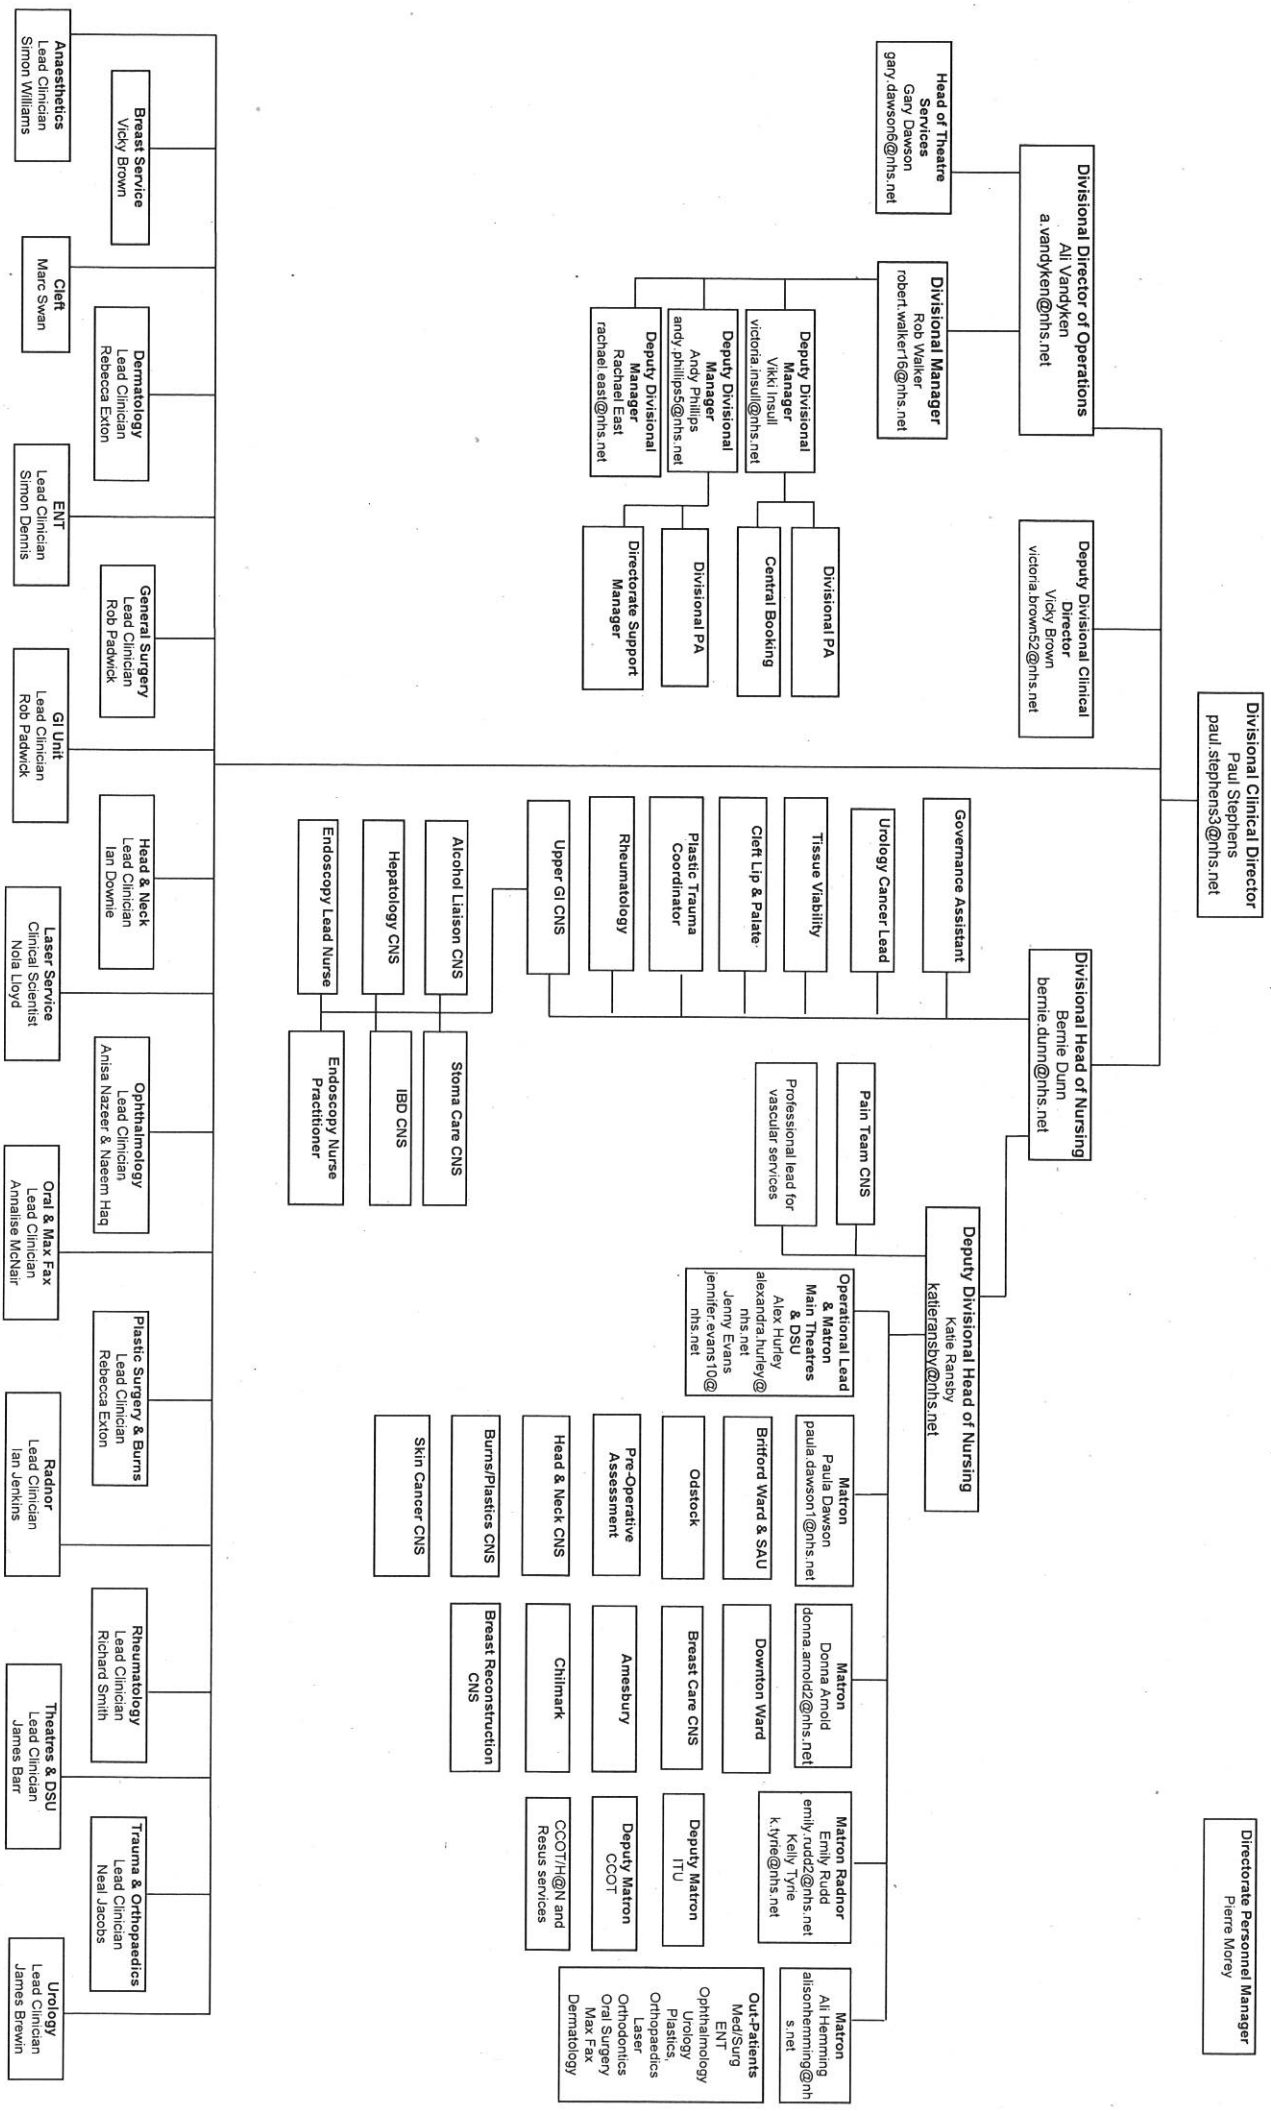 Divisional Clinical Director
Paul Stephens
paul.stephens3@nhs.net
Directorate Personnel Manager
Pierre Morey
Divisional Director of Operations
Ali Vandyken
a.vandyken@nhs.net
Deputy Divisional Clinical
Director
Vicky Brown
victoria.brown52@nhs.net
Divisional Head of Nursing
Bernie Dunn
bernie.dunn@nhs.net
Head of Theatre
Services
Gary Dawson
gary.dawson6@nhs.net
Divisional Manager
Rob Walker
robert.walker16@nhs.net
Deputy Divisional
Manager
Vikki Insull
victoria.insull@nhs.net
Deputy Divisional
Manager
Andy Phillips
andy.phillips5@nhs.net
Deputy Divisional
Manager
Rachael East
rachael.east@nhs.net
Divisional PA
Central Booking
Divisional PA
Directorate Support
Manager
Governance Assistant
Urology Cancer Lead
Tissue Viability
Cleft Lip & Palate
Plastic Trauma
Coordinator
Rheumatology
Upper GI CNS
Alcohol Liaison CNS
Stoma Care CNS
Hepatology CNS
IBD CNS
Endoscopy Lead Nurse
Endoscopy Nurse
Practitioner
Deputy Divisional Head of Nursing
Katie Ransby
katieransby@nhs.net
Pain Team CNS
Professional lead for
vascular services
Operational Lead
& Matron
Main Theatres
& DSU
Alex Hurley
alexandra.hurley@
nhs.net
Jenny Evans
jennifer.evans10@
nhs.net
Matron
Paula Dawson
paula.dawson1@nhs.net
Britford Ward & SAU
Odstock
Pre-Operative
Assessment
Head & Neck CNS
Burns/Plastics CNS
Skin Cancer CNS
Matron
Donna Arnold
donna.arnold2@nhs.net
Downton Ward
Breast Care CNS
Amesbury
Chilmark
Breast Reconstruction
CNS
Matron Radnor
Emily Rudd
emily.rudd2@nhs.net
Kelly Tyrie
k.tyrie@nhs.net
Deputy Matron
ITU
Deputy Matron
CCOT
CCOT/H@N and
Resus services
Matron
Ali Hemming
alisonhemming@nh
s.net
Out-Patients
Med/Surg
ENT
Ophthalmology
Urology
Plastics,
Orthopaedics
Laser
Orthodontics
Oral Surgery
Max Fax
Dermatology
Anaesthetics
Lead Clinician
Simon Williams
Breast Service
Vicky Brown
Cleft
Marc Swan
Dermatology
Lead Clinician
Rebecca Exton
ENT
Lead Clinician
Simon Dennis
General Surgery
Lead Clinician
Rob Padwick
GI Unit
Lead Clinician
Rob Padwick
Head & Neck
Lead Clinician
Ian Downie
Laser Service
Clinical Scientist
Nola Lloyd
Ophthalmology
Lead Clinician
Anisa Nazeer & Naeem Haq
Oral & Max Fax
Lead Clinician
Annalise McNair
Plastic Surgery & Burns
Lead Clinician
Rebecca Exton
Radnor
Lead Clinician
Ian Jenkins
Rheumatology
Lead Clinician
Richard Smith
Theatres & DSU
Lead Clinician
James Barr
Trauma & Orthopaedics
Lead Clinician
Neal Jacobs
Urology
Lead Clinician
James Brewin